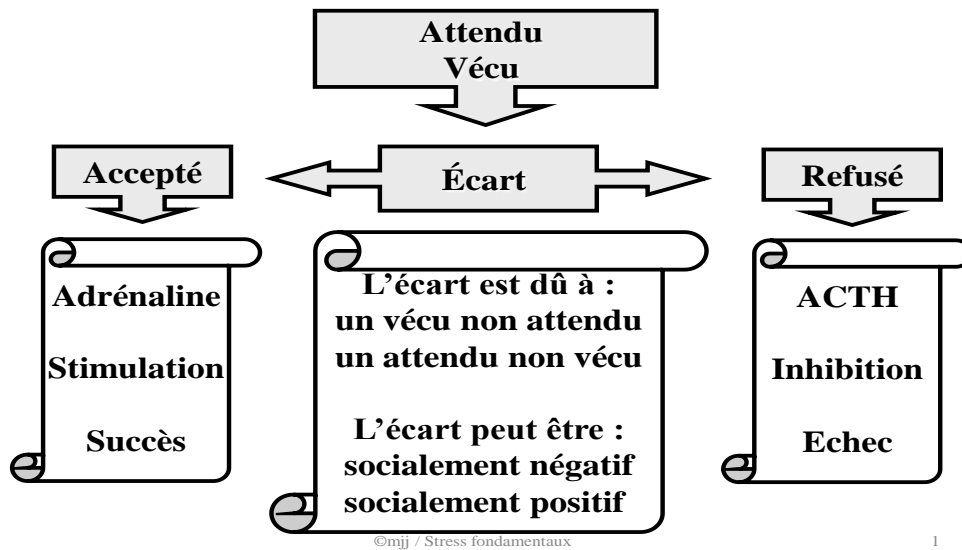 Attendu
Vécu
Accepté
Écart
Refusé
Adrénaline
Stimulation
Succès
L'écart est dû à :
un vécu non attendu
un attendu non vécu
L'écart peut être :
socialement négatif
socialement positif
ACTH
Inhibition
Echec
©mjj / Stress fondamentaux
1